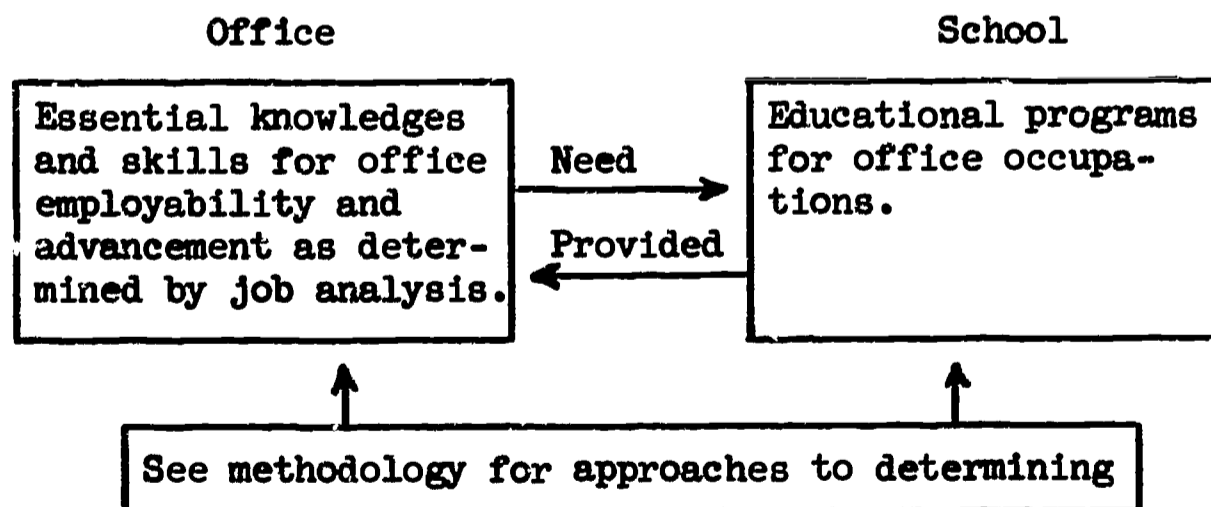 Office
School
Essential knowledges
and skills for office
employability and
advancement as deter-
mined by job analysis.
Need
Provided
Educational programs
for office occupa-
tions.
See methodology for approaches to determining